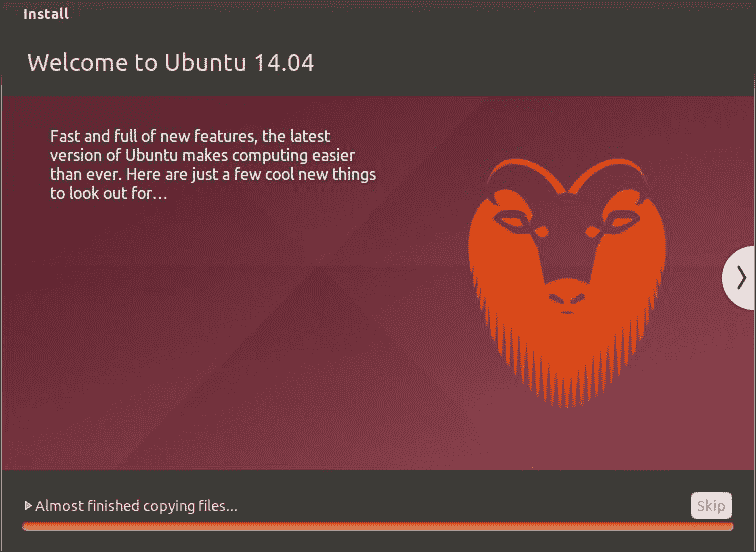 Install
Welcome to Ubuntu 14.04
Fast and full of new features, the latest
version of Ubuntu makes computing easier
than ever. Here are just a few cool new things
to look out for...
Almost finished copying files...
Skip